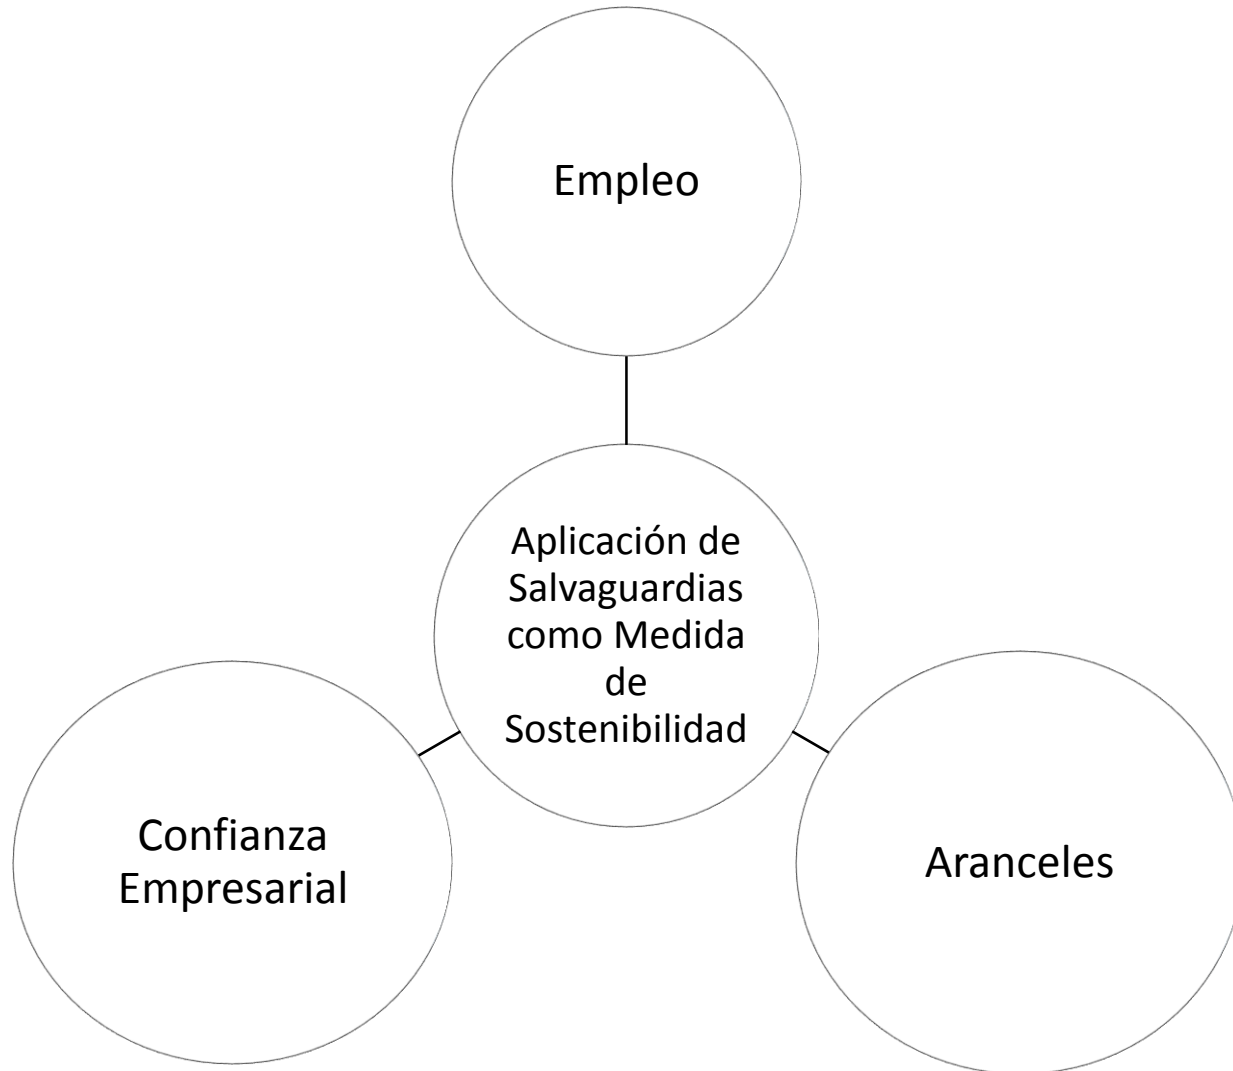 Empleo
Aplicación de
Salvaguardias
como Medida
de
Sostenibilidad
Confianza
Empresarial
Aranceles